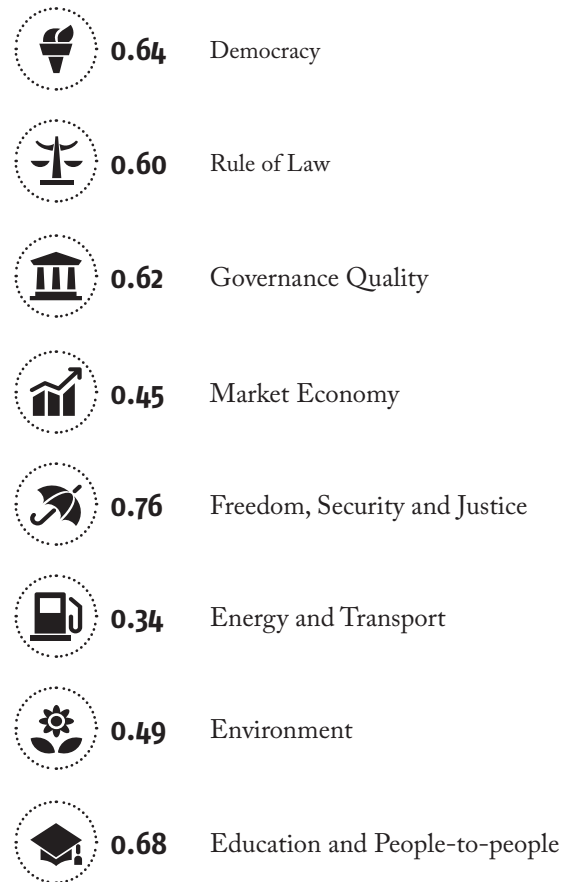 0.64 Democracy
0.60 Rule of Law
0.62 Governance Quality
0.45 Market Economy
0.76 Freedom, Security and Justice
0.34 Energy and Transport
0.49 Environment
0.68 Education and People-to-people